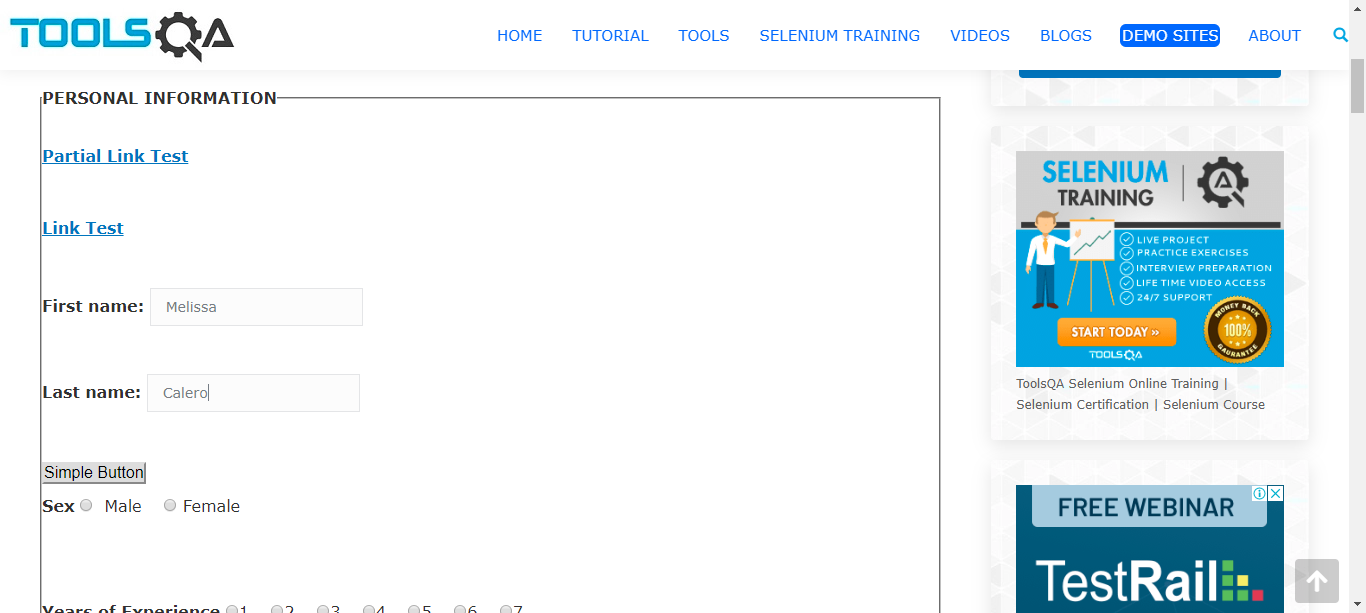 TOOLSQA
HOME TUTORIAL TOOLS SELENIUM TRAINING VIDEOS BLOGS DEMO SITES ABOUT
PERSONAL INFORMATION
Partial Link Test
Link Test
First name: Melissa
Last name: Calero
Simple Button
Sex Male Female
Years of Experience 1 2 3 4 5 6 7
SELENIUM
TRAINING
LIVE PROJECT
PRACTICE EXERCISES
INTERVIEW PREPARATION
LIFE TIME VIDEO ACCESS
24/7 SUPPORT
START TODAY »
TOOLSQA
MONEY BACK
100%
GAURANTEE
ToolsQA Selenium Online Training |
Selenium Certification | Selenium Course
FREE WEBINAR
TestRail